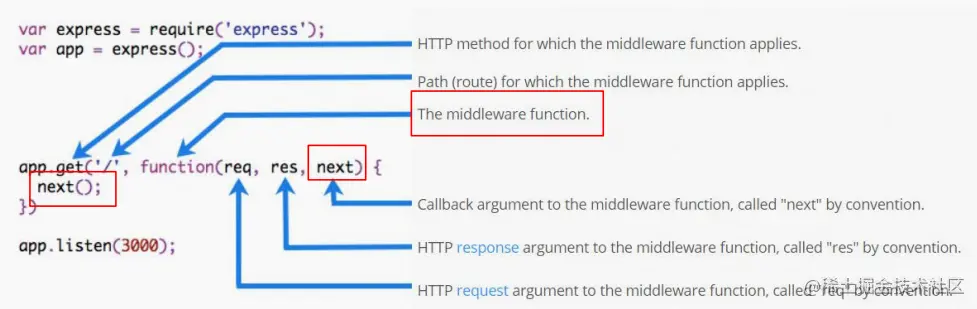 var express = require('express');
var app = express();
HTTP method for which the middleware function applies.
Path (route) for which the middleware function applies.
The middleware function.
app.get('/', function(req, res, next) {
next();
})
Callback argument to the middleware function, called "next" by convention.
app.listen(3000);
HTTP response argument to the middleware function, called "res" by convention.
HTTP request argument to the middleware function, called "req" by convention.
@稀土掘金技术社区